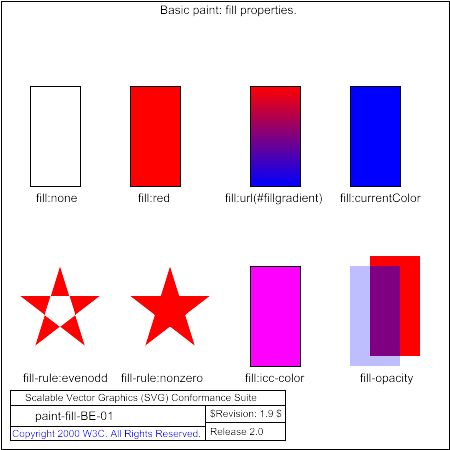 Basic paint: fill properties.
fill:none fill:red fill:url(#fillgradient) fill:currentColor
fill-rule:evenodd fill-rule:nonzero fill:icc-color fill-opacity
Scalable Vector Graphics (SVG) Conformance Suite
paint-fill-BE-01
$Revision: 1.9 $
Copyright 2000 W3C. All Rights Reserved.
Release 2.0